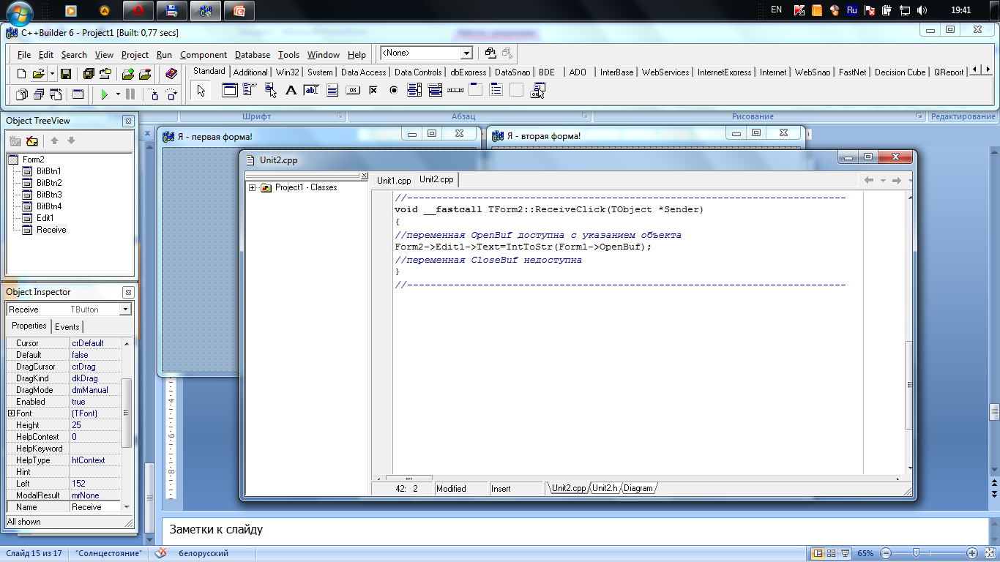 EN
Ru
19:41
C++Builder 6 - Project1 [Built: 0,77 secs]
File Edit Search View Project Run Component Database Tools Window Help
<None>
Standard Additional Win32 System Data Access Data Controls dbExpress DataSnap BDE ADO InterBase WebServices InternetExpress Internet WebSnap FastNet Decision Cube QReport
Шрифт Абзац Рисование Редактирование
Object TreeView
Form2
BitBtn1
BitBtn2
BitBtn3
BitBtn4
Edit1
Receive
Я - первая форма!
Я - вторая форма!
Unit2.cpp
Project1 - Classes
Unit1.cpp Unit2.cpp
//---------------------------------------------------------------------------
void __fastcall TForm2::ReceiveClick(TObject *Sender)
{
//переменная OpenBuf доступна с указанием объекта
Form2->Edit1->Text=IntToStr(Form1->OpenBuf);
//переменная CloseBuf недоступна
}
//---------------------------------------------------------------------------
42: 2 Modified Insert Unit2.cpp Unit2.h Diagram
Object Inspector
Receive TButton
Properties Events
Cursor crDefault
Default false
DragCursor crDrag
DragKind dkDrag
DragMode dmManual
Enabled true
Font (TFont)
Height 25
HelpContext 0
HelpKeyword
HelpType htContext
Hint
Left 152
ModalResult mrNone
Name Receive
All shown
4
6
8
Заметки к слайду
Слайд 15 из 17 "Солнцестояние" белорусский 65%